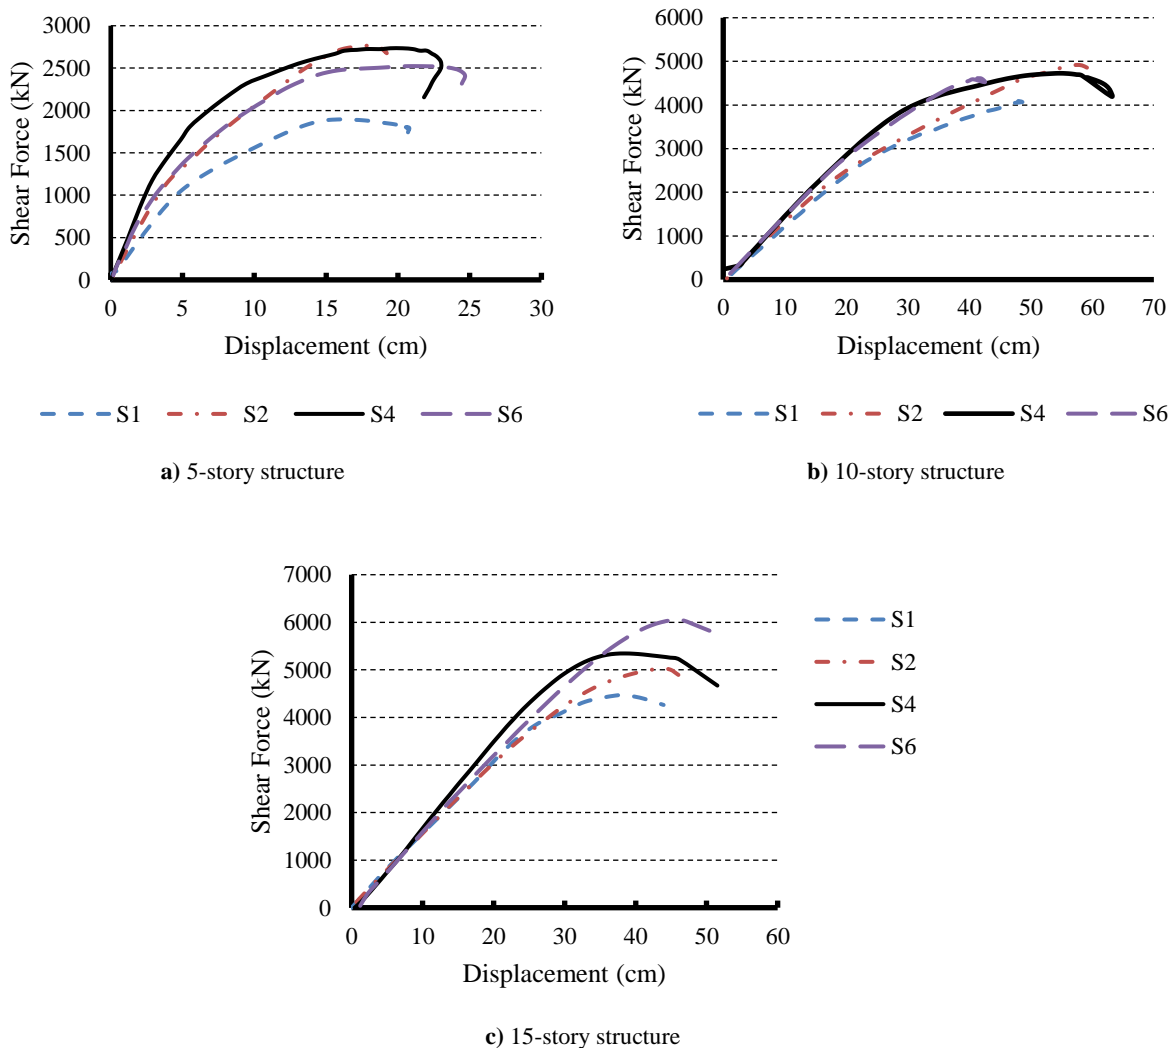 3000
2500
2000
1500
1000
500
0
Shear Force (kN)
0 5 10 15 20 25 30
Displacement (cm)
S1 S2 S4 S6
a) 5-story structure
6000
5000
4000
3000
2000
1000
0
Shear Force (kN)
0 10 20 30 40 50 60 70
Displacement (cm)
S1 S2 S4 S6
b) 10-story structure
7000
6000
5000
4000
3000
2000
1000
0
Shear Force (kN)
0 10 20 30 40 50 60
Displacement (cm)
S1
S2
S4
S6
c) 15-story structure